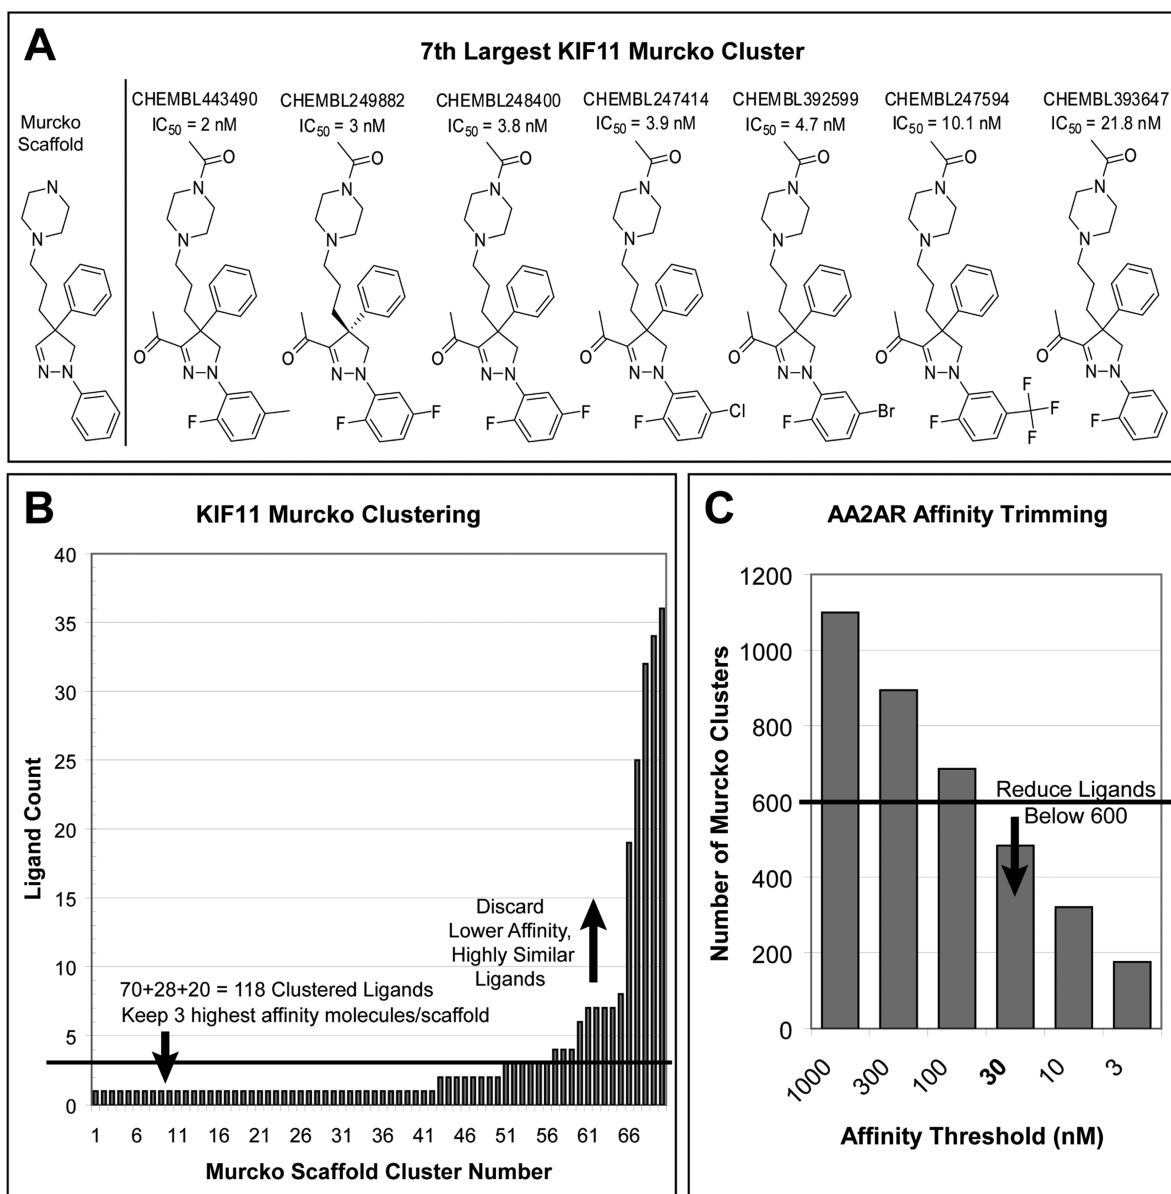 A
7th Largest KIF11 Murcko Cluster
Murcko
Scaffold
CHEMBL443490
IC50 = 2 nM
CHEMBL249882
IC50 = 3 nM
CHEMBL248400
IC50 = 3.8 nM
CHEMBL247414
IC50 = 3.9 nM
CHEMBL392599
IC50 = 4.7 nM
CHEMBL247594
IC50 = 10.1 nM
CHEMBL393647
IC50 = 21.8 nM
N
N
N N
O
N
N
O
N N
F
O
N
N
O
N N
F
F
O
N
N
O
N N
F
F
O
N
N
O
N N
Cl
F
O
N
N
O
N N
Br
F
O
N
N
O
N N
F
F
F
F
O
N
N
O
N N
F
B
KIF11 Murcko Clustering
Ligand Count
40
35
30
25
20
15
10
5
0
Discard
Lower Affinity,
Highly Similar
Ligands
70+28+20 = 118 Clustered Ligands
Keep 3 highest affinity molecules/scaffold
1 6 11 16 21 26 31 36 41 46 51 56 61 66
Murcko Scaffold Cluster Number
C
AA2AR Affinity Trimming
Number of Murcko Clusters
1200
1000
800
600
400
200
0
Reduce Ligands
Below 600
1000 300 100 30 10 3
Affinity Threshold (nM)